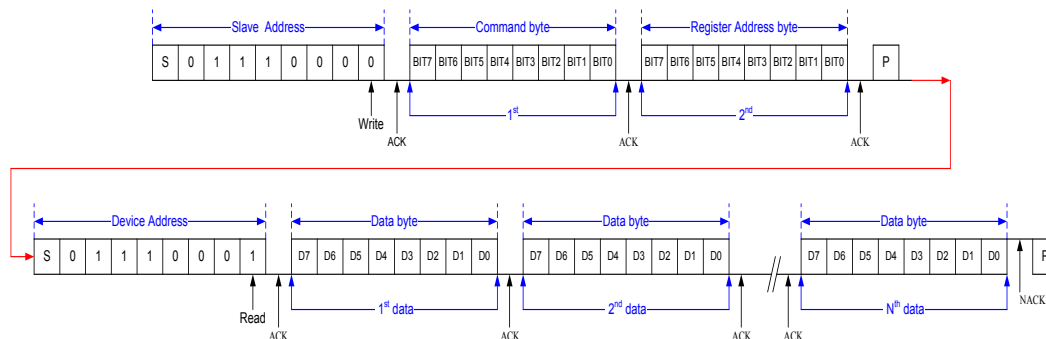 Slave Address Command byte Register Address byte
S 0 1 1 1 0 0 0 0 BIT7 BIT6 BIT5 BIT4 BIT3 BIT2 BIT1 BIT0 BIT7 BIT6 BIT5 BIT4 BIT3 BIT2 BIT1 BIT0 P
1st 2nd
Write ACK ACK ACK
Device Address Data byte Data byte Data byte
S 0 1 1 1 0 0 0 1 D7 D6 D5 D4 D3 D2 D1 D0 D7 D6 D5 D4 D3 D2 D1 D0 D7 D6 D5 D4 D3 D2 D1 D0 P
1st data 2nd data Nth data NACK
Read ACK ACK ACK ACK